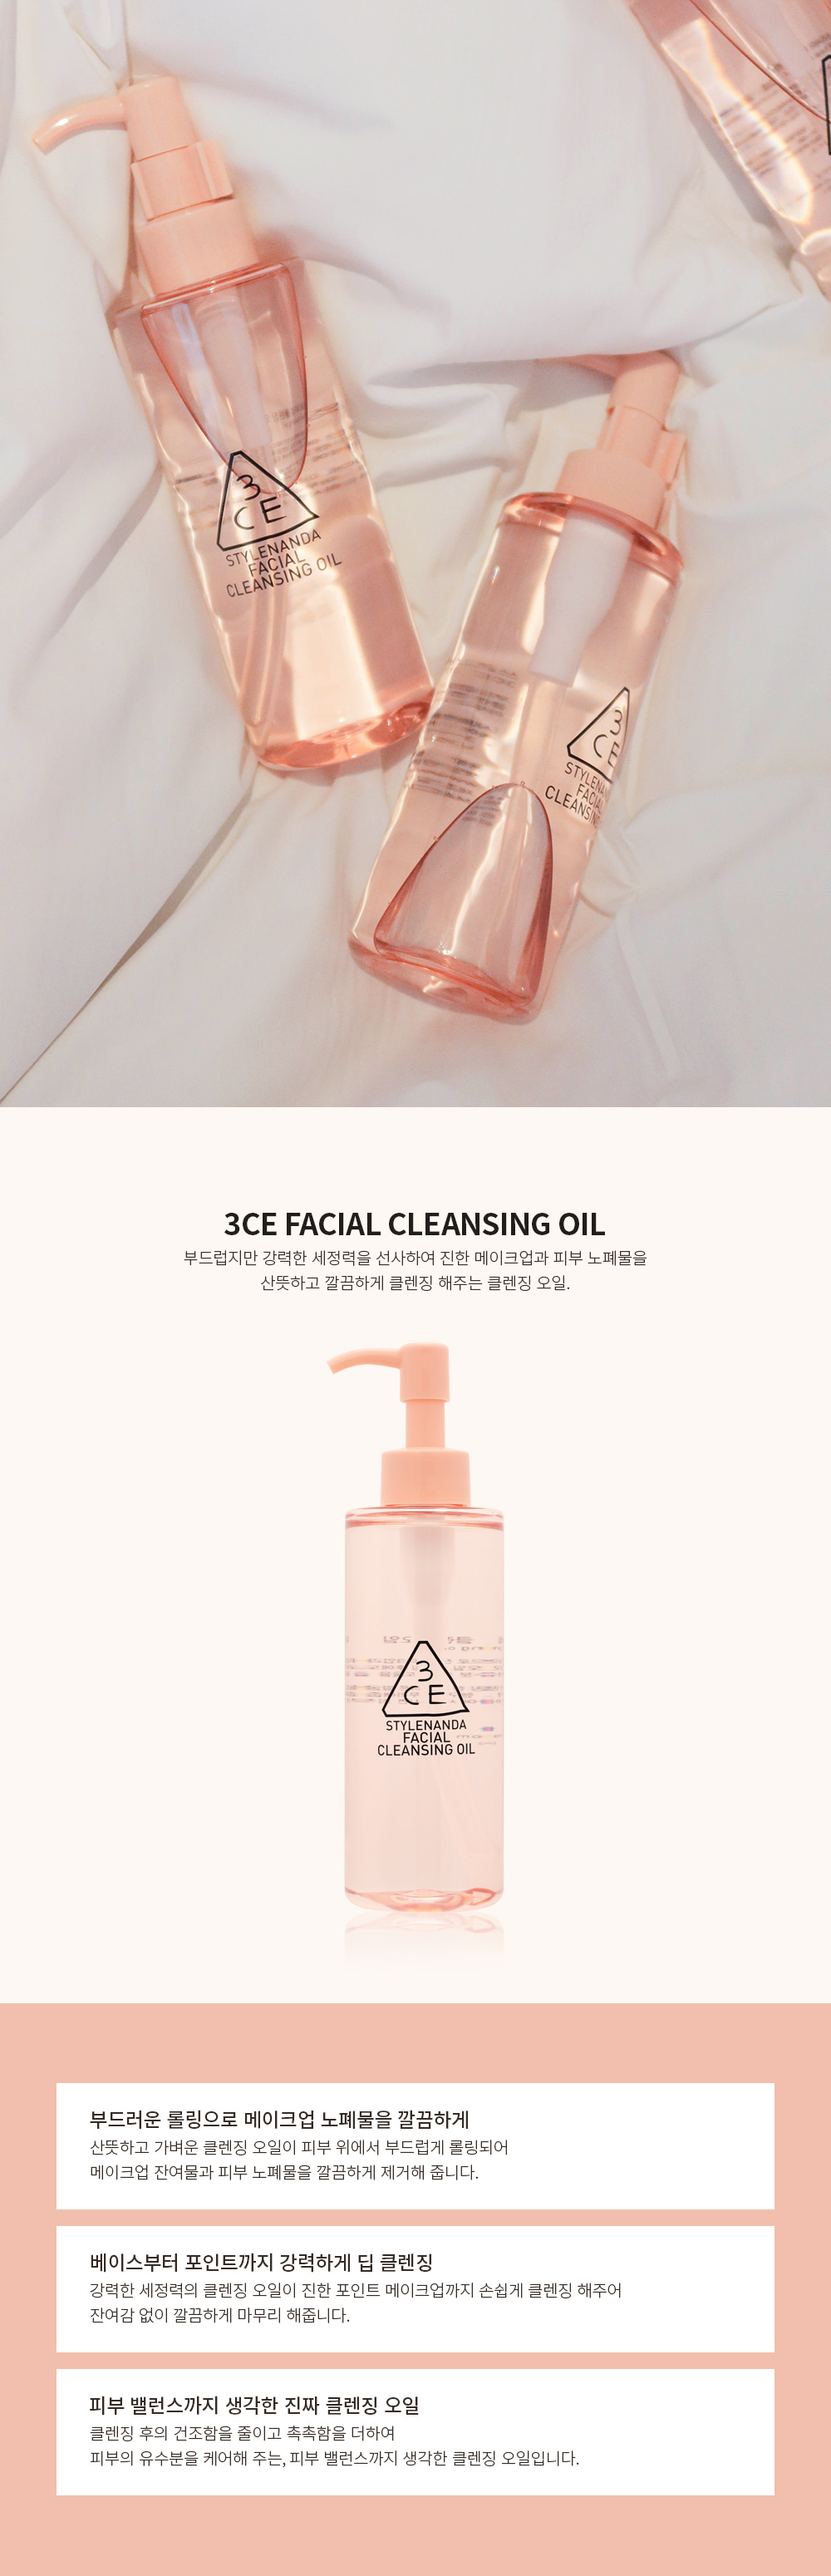 3
CE
STYLENANDA
FACIAL
CLEANSING OIL
3
CE
FACIAL
3CE FACIAL CLEANSING OIL
부드럽지만 강력한 세정력을 선사하여 진한 메이크업과 피부 노폐물을
산뜻하고 깔끔하게 클렌징 해주는 클렌징 오일.
3
CE
STYLENANDA
FACIAL
CLEANSING OIL
부드러운 롤링으로 메이크업 노폐물을 깔끔하게
산뜻하고 가벼운 클렌징 오일이 피부 위에서 부드럽게 롤링되어
메이크업 잔여물과 피부 노폐물을 깔끔하게 제거해 줍니다.
베이스부터 포인트까지 강력하게 딥 클렌징
강력한 세정력의 클렌징 오일이 진한 포인트 메이크업까지 손쉽게 클렌징 해주어
잔여감 없이 깔끔하게 마무리 해줍니다.
피부 밸런스까지 생각한 진짜 클렌징 오일
클렌징 후의 건조함을 줄이고 촉촉함을 더하여
피부의 유수분을 케어해 주는, 피부 밸런스까지 생각한 클렌징 오일입니다.